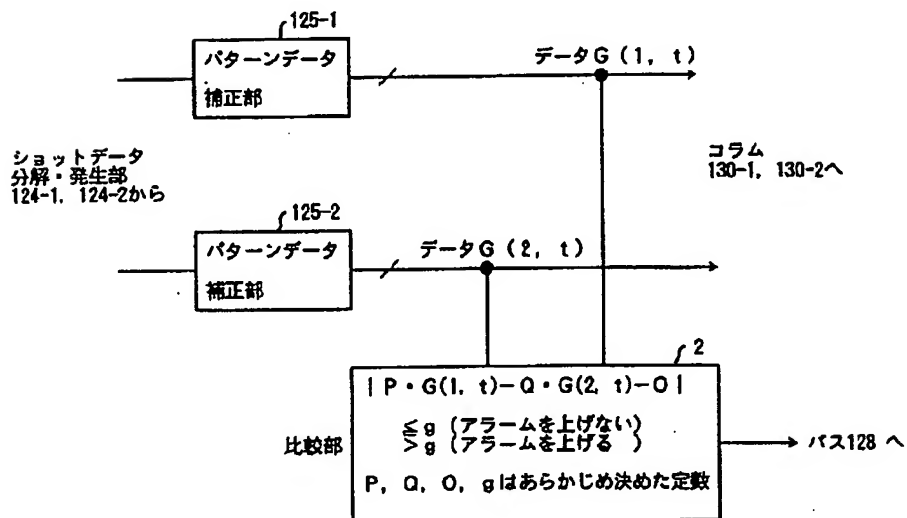 125-1
パターンデータ
補正部
データG (1, t)
ショットデータ
分解・発生部
124-1, 124-2から
コラム
130-1, 130-2へ
125-2
パターンデータ
補正部
データG (2, t)
2
| P・G(1, t)-Q・G(2, t)-O |
≦g (アラームを上げない)
>g (アラームを上げる )
比較部
バス128 へ
P, Q, O, gはあらかじめ決めた定数